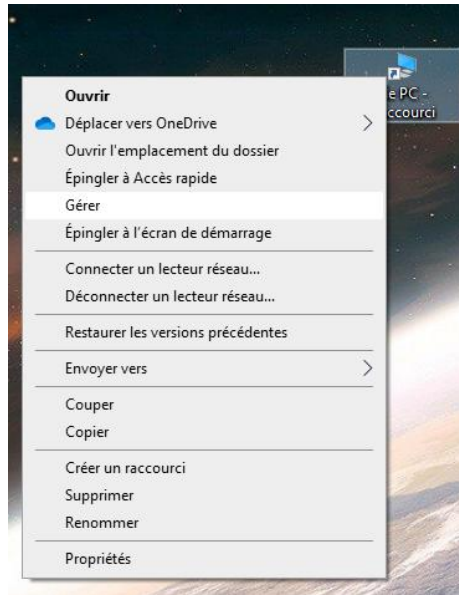 e PC -
accourci
Ouvrir
Déplacer vers OneDrive
Ouvrir l'emplacement du dossier
Épingler à Accès rapide
Gérer
Épingler à l'écran de démarrage
Connecter un lecteur réseau...
Déconnecter un lecteur réseau...
Restaurer les versions précédentes
Envoyer vers
Couper
Copier
Créer un raccourci
Supprimer
Renommer
Propriétés